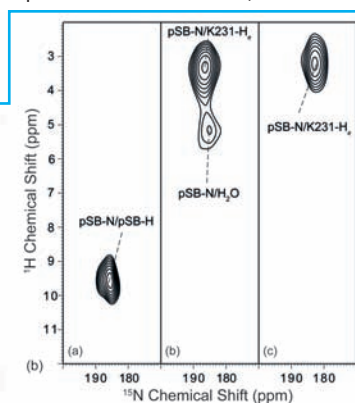 pSB-N/K231-Hε
3
4
5
6
7
8
9
10
11
¹H Chemical Shift (ppm)
pSB-N/K231-Hε
pSB-N/H₂O
pSB-N/pSB-H
(b)
(a)
(b)
(c)
190 180
190 180
190 180
¹⁵N Chemical Shift (ppm)